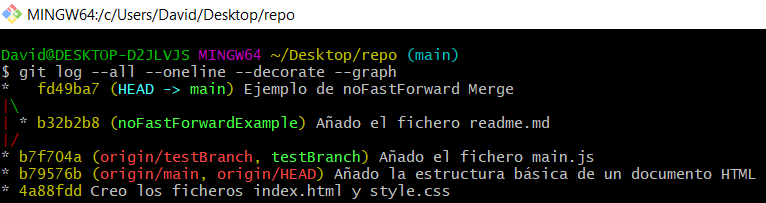 MINGW64:/c/Users/David/Desktop/repo
David@DESKTOP-D2JLVJS MINGW64 ~/Desktop/repo (main)
$ git log --all --oneline --decorate --graph
*   fd49ba7 (HEAD -> main) Ejemplo de noFastForward Merge
|\
| * b32b2b8 (noFastForwardExample) Añado el fichero readme.md
|/
* b7f704a (origin/testBranch, testBranch) Añado el fichero main.js
* b79576b (origin/main, origin/HEAD) Añado la estructura básica de un documento HTML
* 4a88fdd Creo los ficheros index.html y style.css